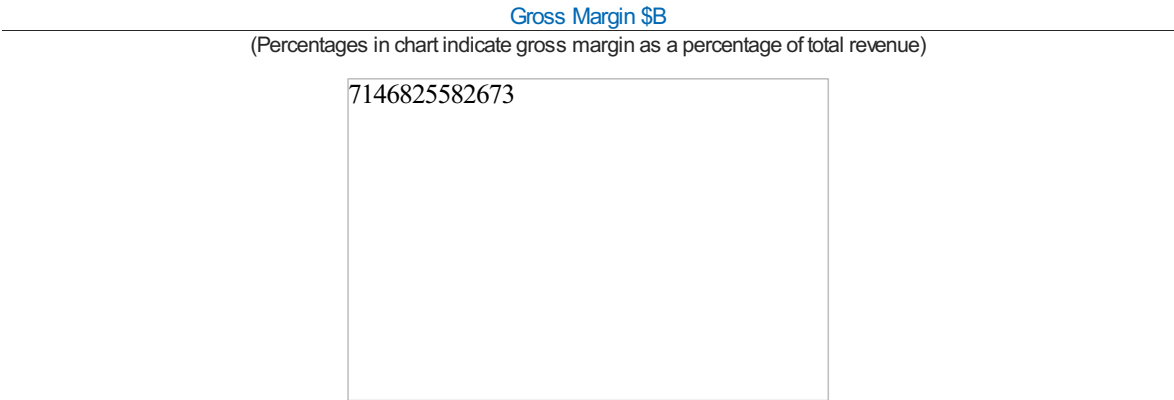 Gross Margin $B
(Percentages in chart indicate gross margin as a percentage of total revenue)
7146825582673